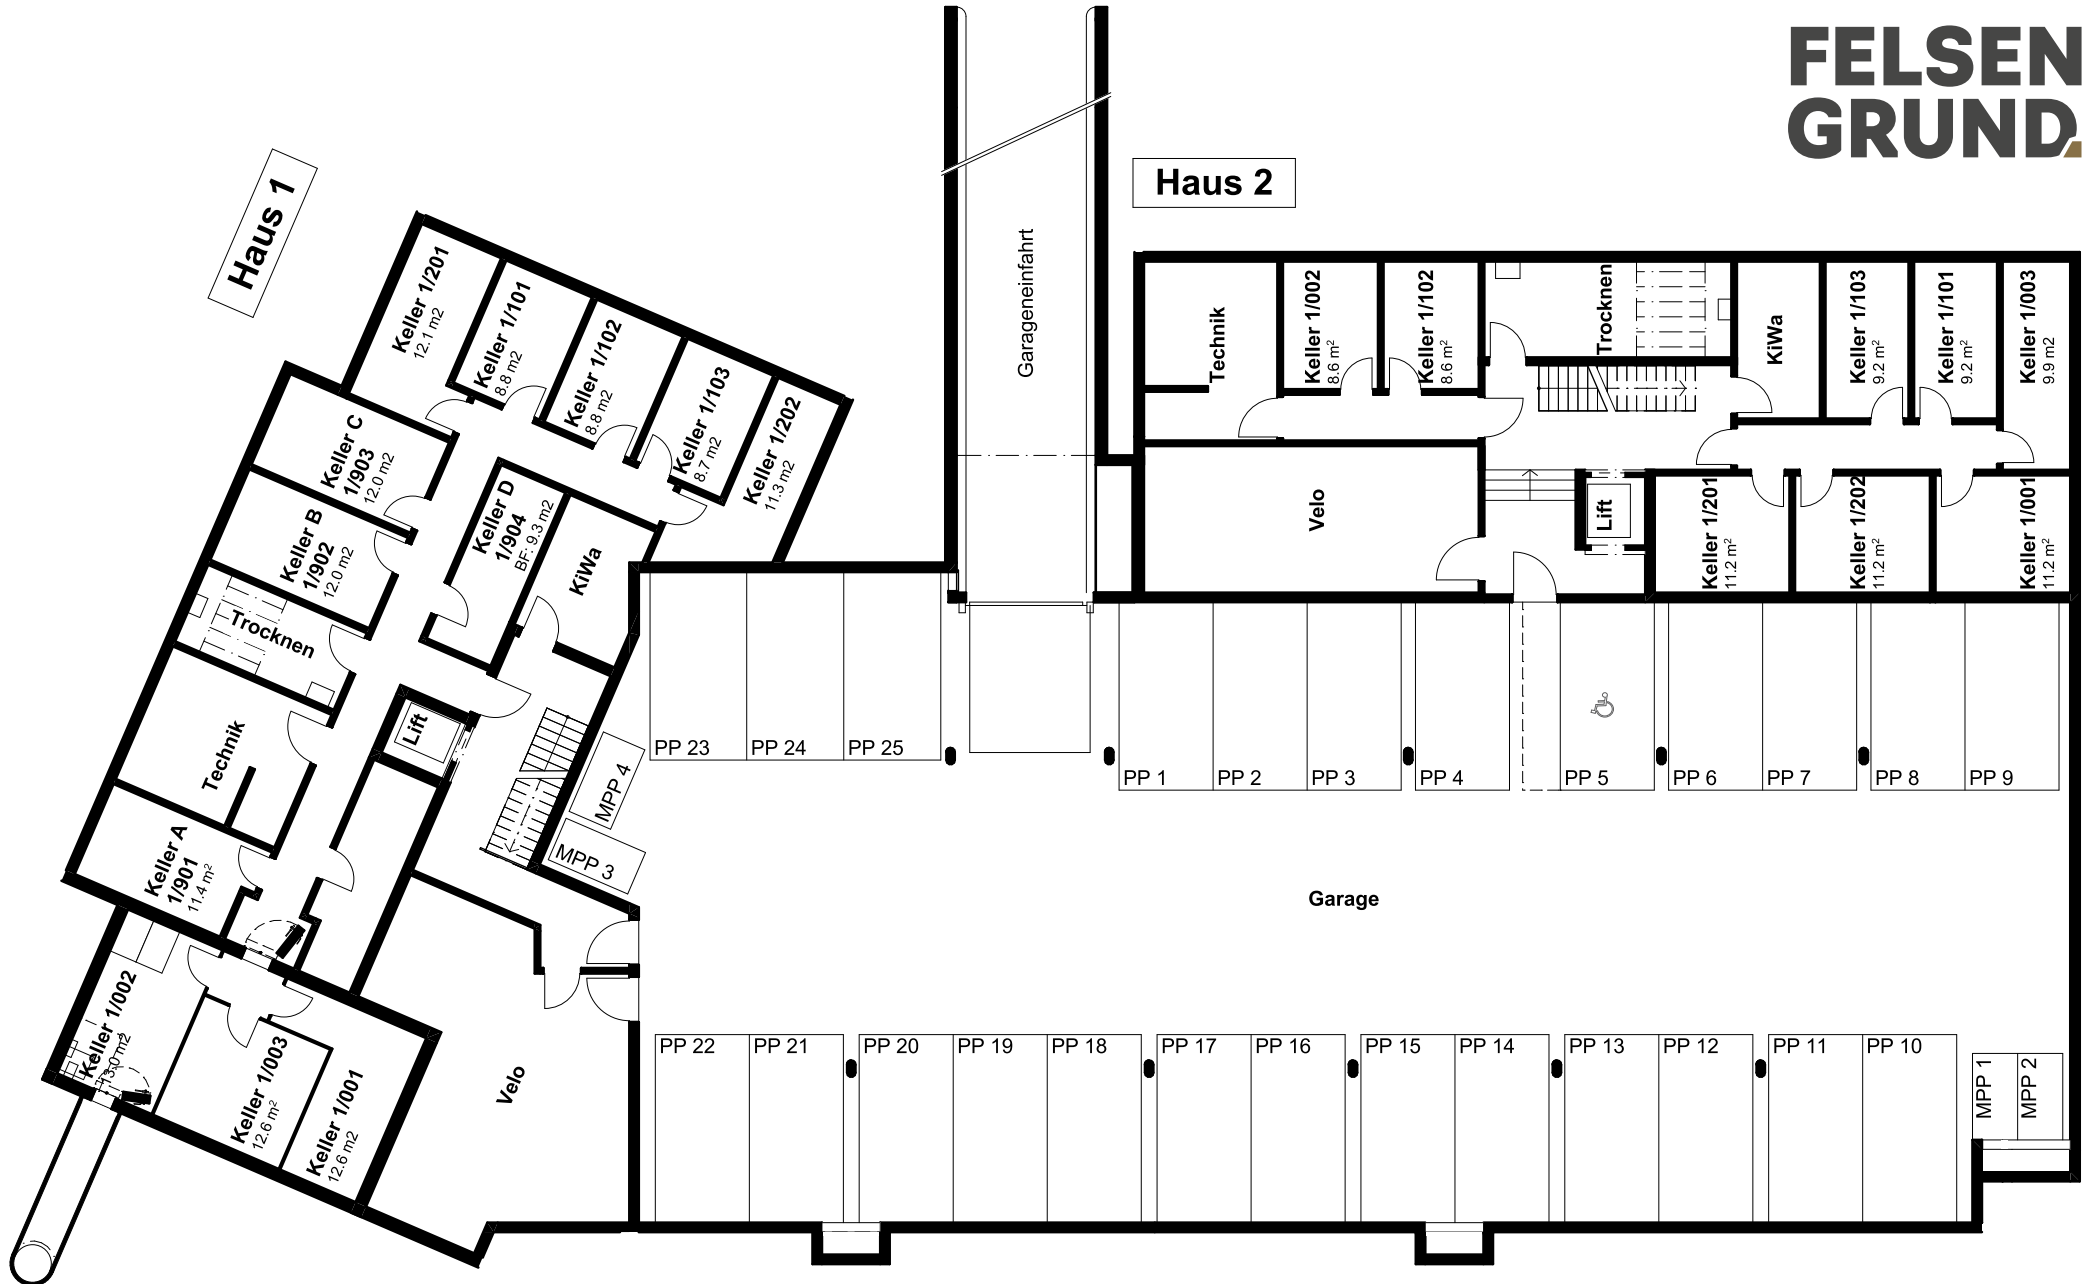 FELSEN
GRUND
Haus 1
Haus 2
Garageneinfahrt
Keller 1/201
12.1 m2
Keller 1/101
8.8 m2
Keller 1/102
8.8 m2
Keller 1/103
8.7 m2
Keller 1/202
11.3 m2
Keller C
1/903
12.0 m2
Keller B
1/902
12.0 m2
Keller D
1/904
BF: 9.3 m2
KiWa
Trocknen
Technik
Lift
Keller A
1/901
11.4 m²
Keller 1/002
13.0 m2
Keller 1/003
12.6 m²
Keller 1/001
12.6 m2
Velo
Technik
Keller 1/002
8.6 m²
Keller 1/102
8.6 m²
Trocknen
KiWa
Keller 1/103
9.2 m²
Keller 1/101
9.2 m²
Keller 1/003
9.9 m2
Velo
Lift
Keller 1/201
11.2 m²
Keller 1/202
11.2 m²
Keller 1/001
11.2 m²
PP 23
PP 24
PP 25
PP 1
PP 2
PP 3
PP 4
PP 5
PP 6
PP 7
PP 8
PP 9
MPP 4
MPP 3
Garage
PP 22
PP 21
PP 20
PP 19
PP 18
PP 17
PP 16
PP 15
PP 14
PP 13
PP 12
PP 11
PP 10
MPP 1
MPP 2